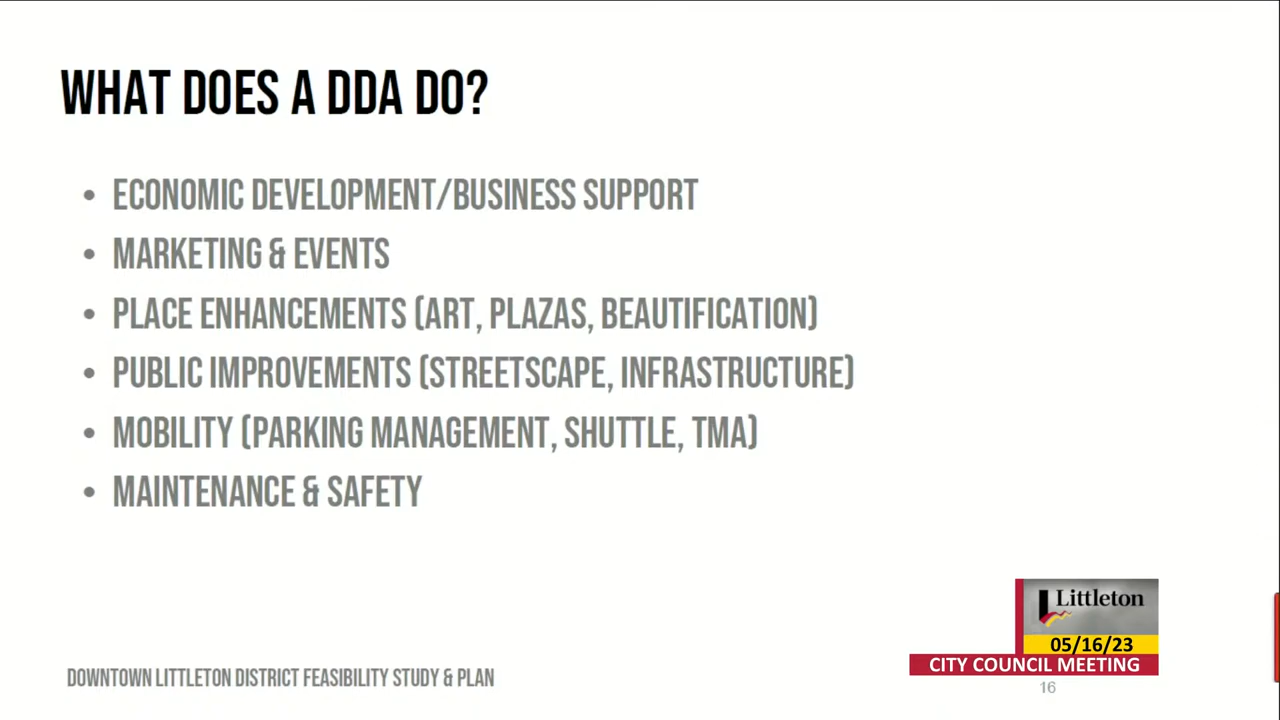 WHAT DOES A DDA DO?
• ECONOMIC DEVELOPMENT/BUSINESS SUPPORT
• MARKETING & EVENTS
• PLACE ENHANCEMENTS (ART, PLAZAS, BEAUTIFICATION)
• PUBLIC IMPROVEMENTS (STREETSCAPE, INFRASTRUCTURE)
• MOBILITY (PARKING MANAGEMENT, SHUTTLE, TMA)
• MAINTENANCE & SAFETY
Littleton
05/16/23
CITY COUNCIL MEETING
DOWNTOWN LITTLETON DISTRICT FEASIBILITY STUDY & PLAN
16